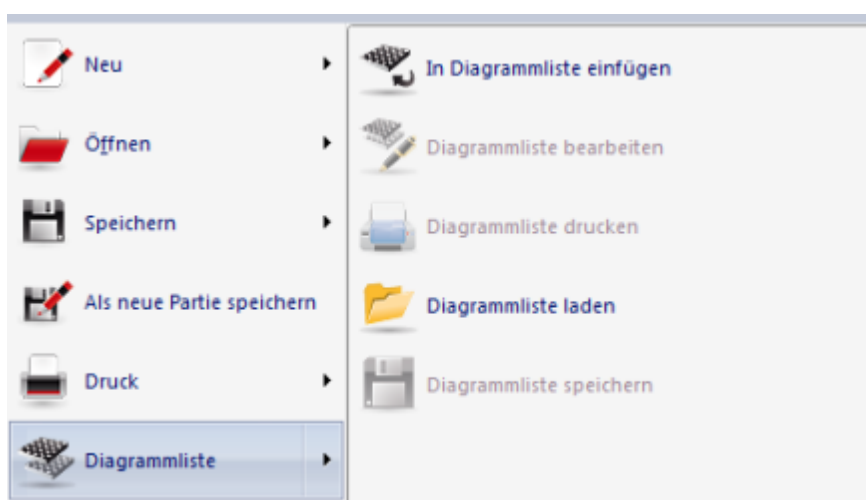 Neu
Öffnen
Speichern
Als neue Partie speichern
Druck
Diagrammliste
In Diagrammliste einfügen
Diagrammliste bearbeiten
Diagrammliste drucken
Diagrammliste laden
Diagrammliste speichern